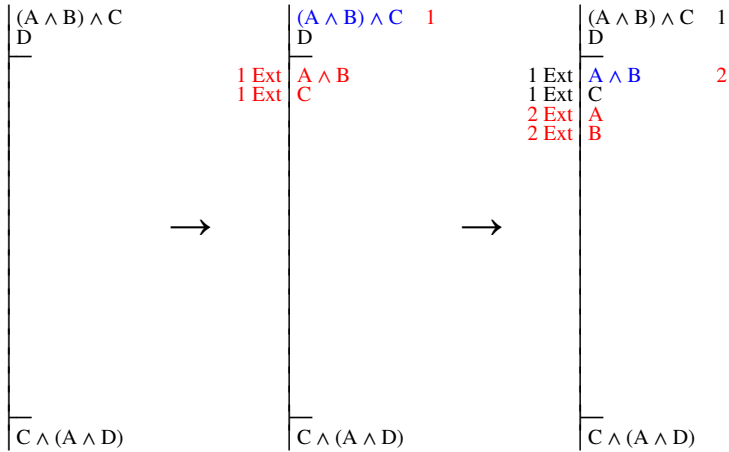 (A ∧ B) ∧ C
D
C ∧ (A ∧ D)
→
(A ∧ B) ∧ C 1
D
1 Ext A ∧ B
1 Ext C
C ∧ (A ∧ D)
→
(A ∧ B) ∧ C 1
D
1 Ext A ∧ B 2
1 Ext C
2 Ext A
2 Ext B
C ∧ (A ∧ D)